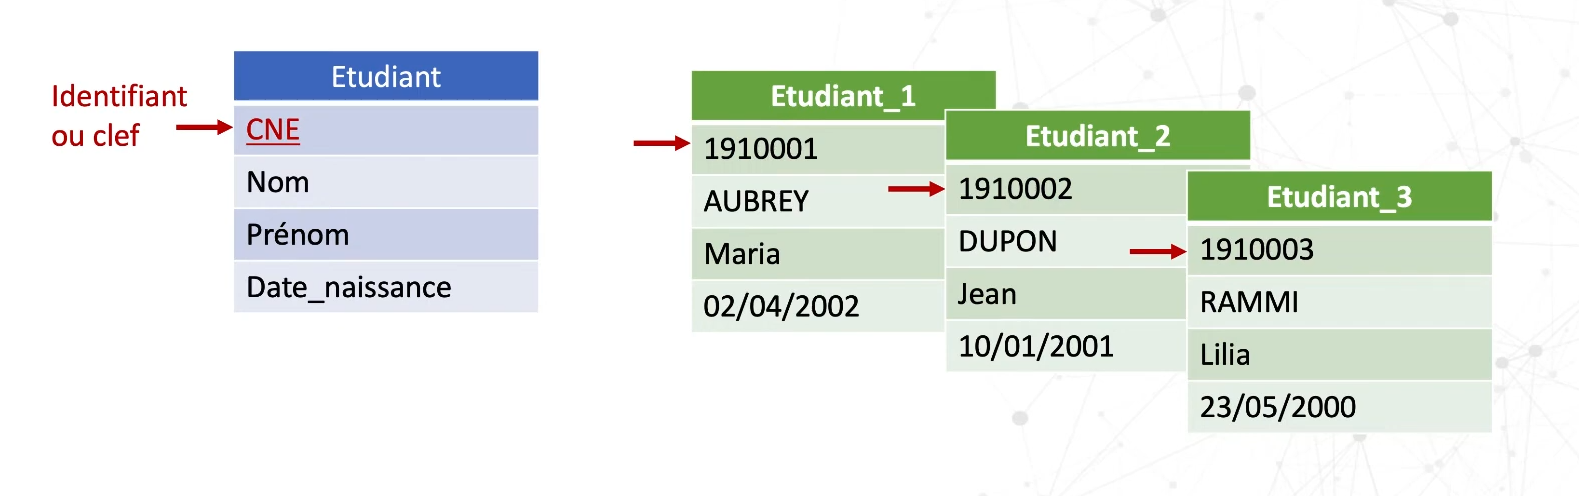 Identifiant
ou clef
Etudiant
CNE
Nom
Prénom
Date_naissance
Etudiant_1
1910001
AUBREY
Maria
02/04/2002
Etudiant_2
1910002
DUPON
Jean
10/01/2001
Etudiant_3
1910003
RAMMI
Lilia
23/05/2000